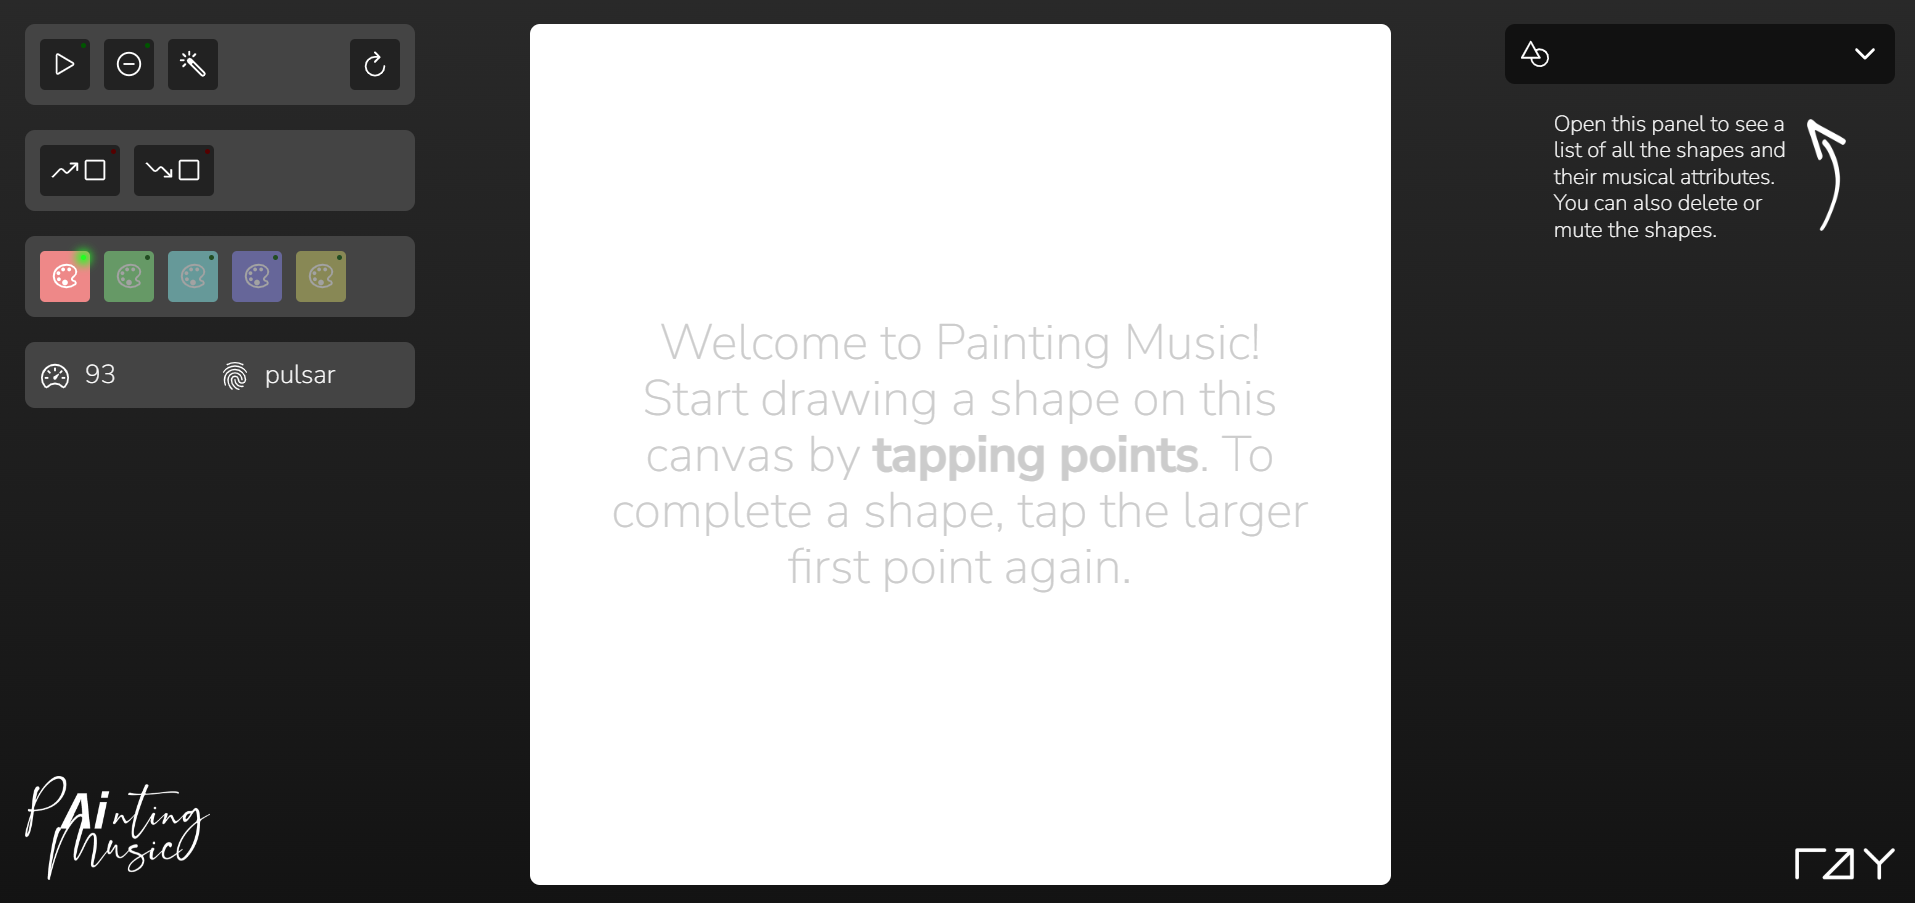 93
pulsar
Welcome to Painting Music!
Start drawing a shape on this
canvas by tapping points. To
complete a shape, tap the larger
first point again.
Open this panel to see a
list of all the shapes and
their musical attributes.
You can also delete or
mute the shapes.
PAinting
Music
ray